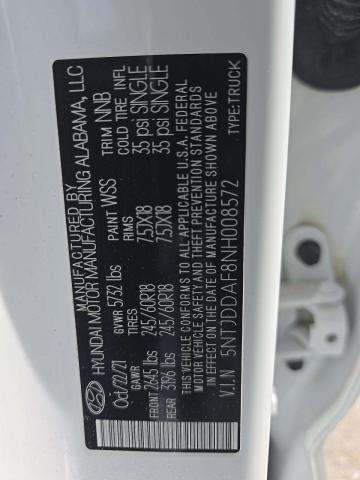 MANUFACTURED BY
HYUNDAI MOTOR MANUFACTURING ALABAMA, LLC
Oct/22/21 GVWR 5732 lbs PAINT WSS TRIM NNB
GAWR TIRES RIMS COLD TIRE INFL
FRONT 2645 lbs 245/60R18 7.5JX18 35 psi SINGLE
REAR 3196 lbs 245/60R18 7.5JX18 35 psi SINGLE
THIS VEHICLE CONFORMS TO ALL APPLICABLE U.S.A. FEDERAL
MOTOR VEHICLE SAFETY, BUMPER, AND THEFT PREVENTION
STANDARDS IN EFFECT ON THE DATE OF MANUFACTURE SHOWN ABOVE.
V.I.N 5NTJDDAF8NH008572 TYPE:TRUCK